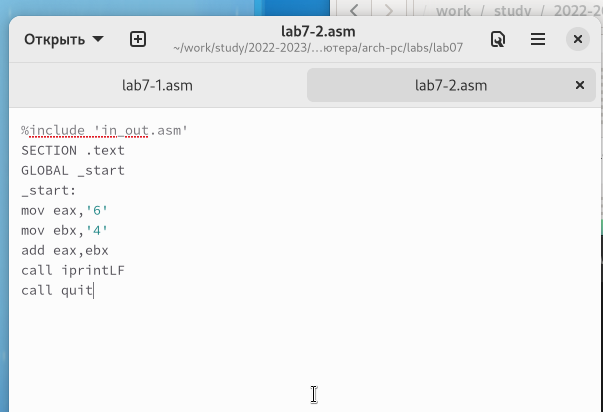 work / study / 2022-2
Открыть
lab7-2.asm
~/work/study/2022-2023/…ютера/arch-pc/labs/lab07
lab7-1.asm
lab7-2.asm
%include 'in_out.asm'
SECTION .text
GLOBAL _start
_start:
mov eax,'6'
mov ebx,'4'
add eax,ebx
call iprintLF
call quit